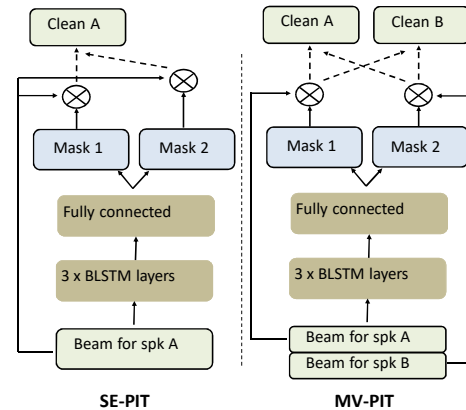 Clean A
Mask 1
Mask 2
Fully connected
3 x BLSTM layers
Beam for spk A
SE-PIT
Clean A
Clean B
Mask 1
Mask 2
Fully connected
3 x BLSTM layers
Beam for spk A
Beam for spk B
MV-PIT